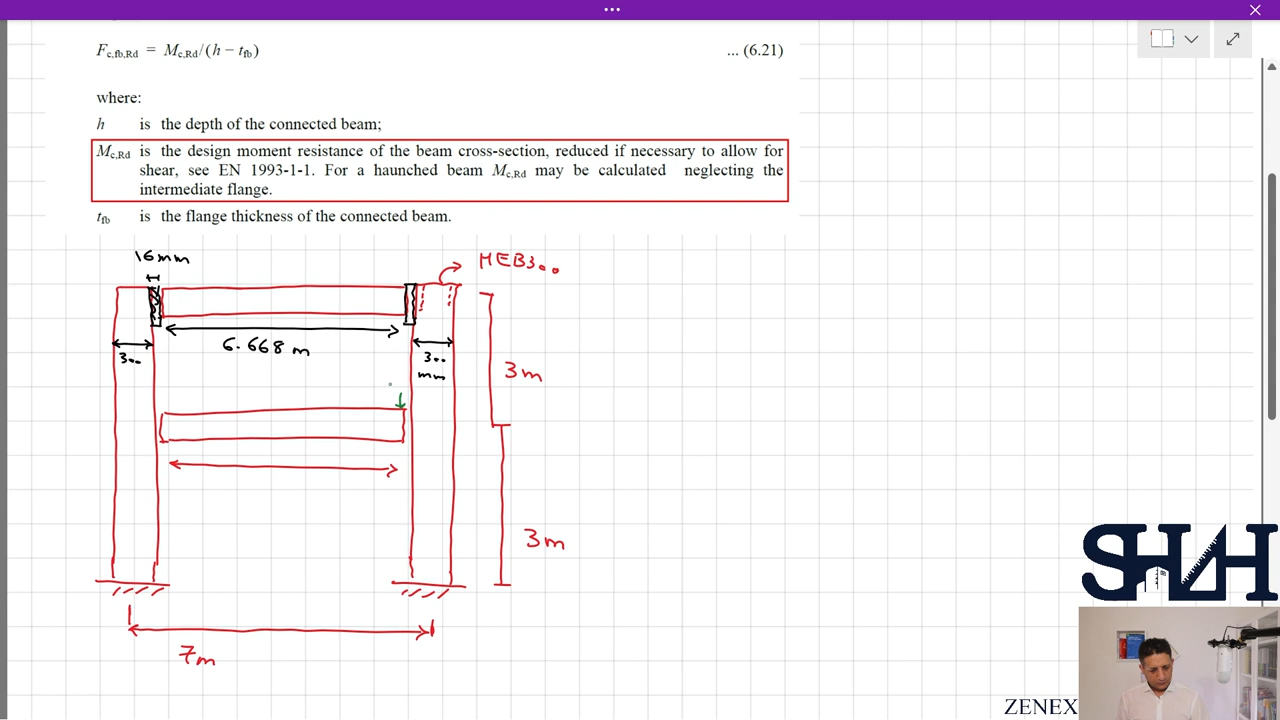 F_c,fb,Rd = M_c,Rd/(h − t_fb) ... (6.21)
where:
h is the depth of the connected beam;
M_c,Rd is the design moment resistance of the beam cross-section, reduced if necessary to allow for
shear, see EN 1993-1-1. For a haunched beam M_c,Rd may be calculated neglecting the
intermediate flange.
t_fb is the flange thickness of the connected beam.
16mm
HEB300
6.668 m
300
300
mm
3m
3m
7m
SHAH
ZENEX